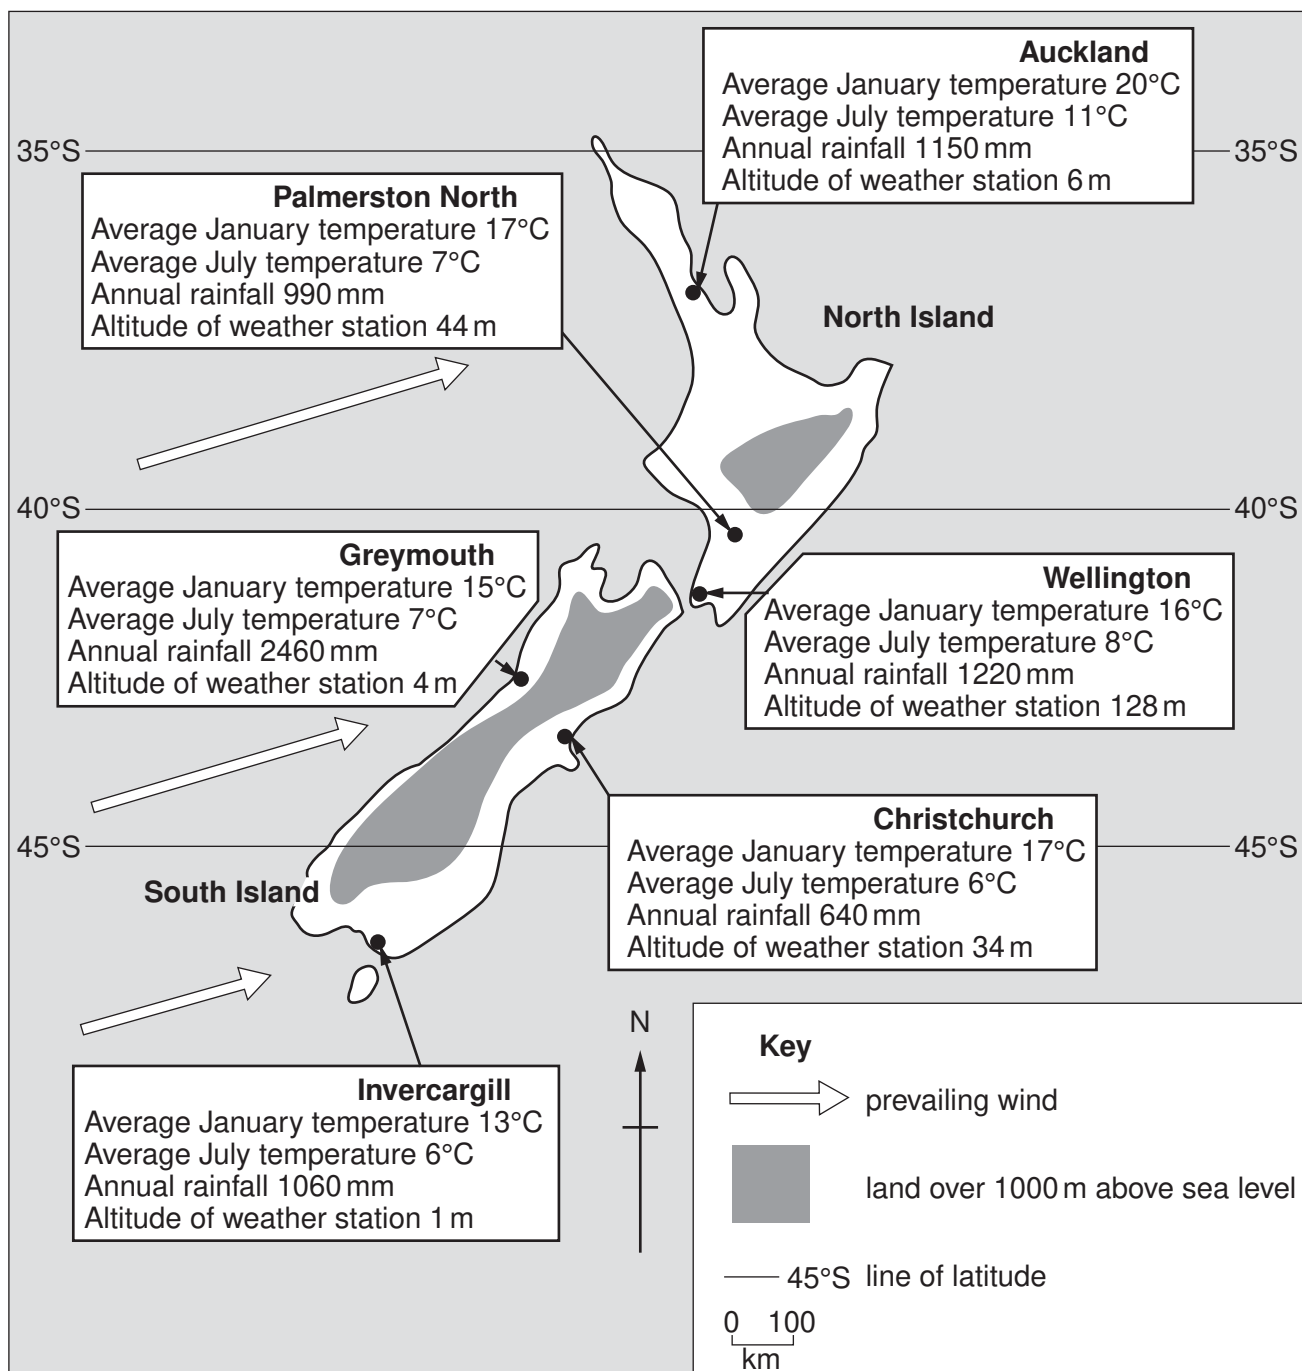 Auckland
Average January temperature 20°C
Average July temperature 11°C
Annual rainfall 1150 mm
Altitude of weather station 6 m
35°S
35°S
Palmerston North
Average January temperature 17°C
Average July temperature 7°C
Annual rainfall 990 mm
Altitude of weather station 44 m
North Island
40°S
40°S
Greymouth
Average January temperature 15°C
Average July temperature 7°C
Annual rainfall 2460 mm
Altitude of weather station 4 m
Wellington
Average January temperature 16°C
Average July temperature 8°C
Annual rainfall 1220 mm
Altitude of weather station 128 m
45°S
45°S
Christchurch
Average January temperature 17°C
Average July temperature 6°C
Annual rainfall 640 mm
Altitude of weather station 34 m
South Island
Invercargill
Average January temperature 13°C
Average July temperature 6°C
Annual rainfall 1060 mm
Altitude of weather station 1 m
N
Key
prevailing wind
land over 1000 m above sea level
45°S line of latitude
0 100
km